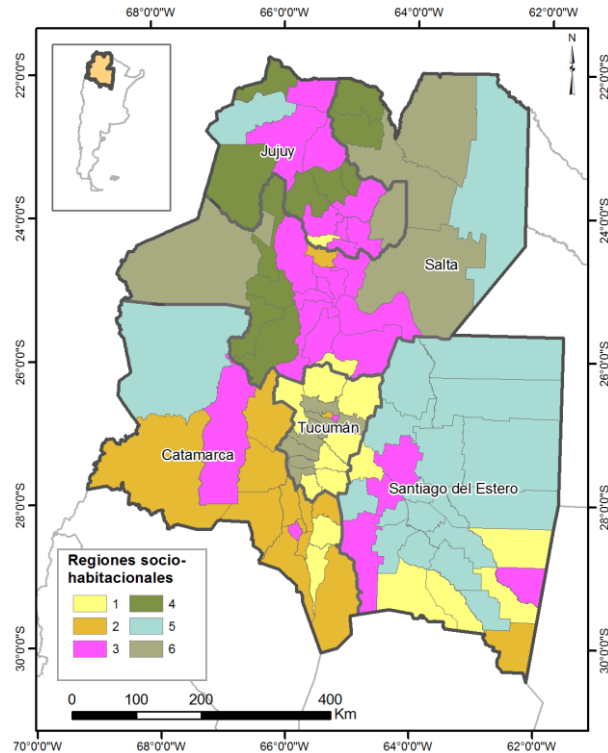 68°0'0"W 66°0'0"W 64°0'0"W 62°0'0"W
N
22°0'0"S 22°0'0"S
Jujuy
24°0'0"S 24°0'0"S
Salta
26°0'0"S 26°0'0"S
Tucumán
Catamarca
Santiago del Estero
28°0'0"S 28°0'0"S
Regiones socio-
habitacionales
1 4
2 5
3 6
30°0'0"S 30°0'0"S
0 100 200 400
Km
70°0'0"W 68°0'0"W 66°0'0"W 64°0'0"W 62°0'0"W